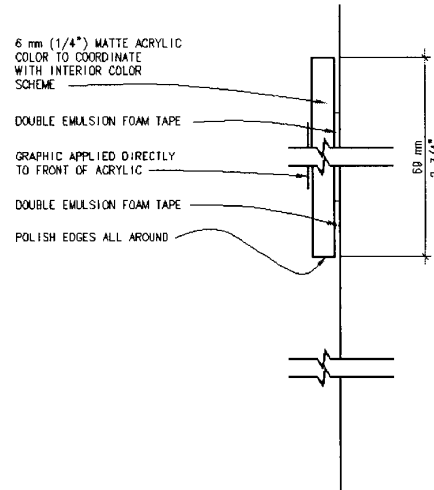 6 mm (1/4") MATTE ACRYLIC
COLOR TO COORDINATE
WITH INTERIOR COLOR
SCHEME
DOUBLE EMULSION FOAM TAPE
GRAPHIC APPLIED DIRECTLY
TO FRONT OF ACRYLIC
DOUBLE EMULSION FOAM TAPE
POLISH EDGES ALL AROUND
69 mm